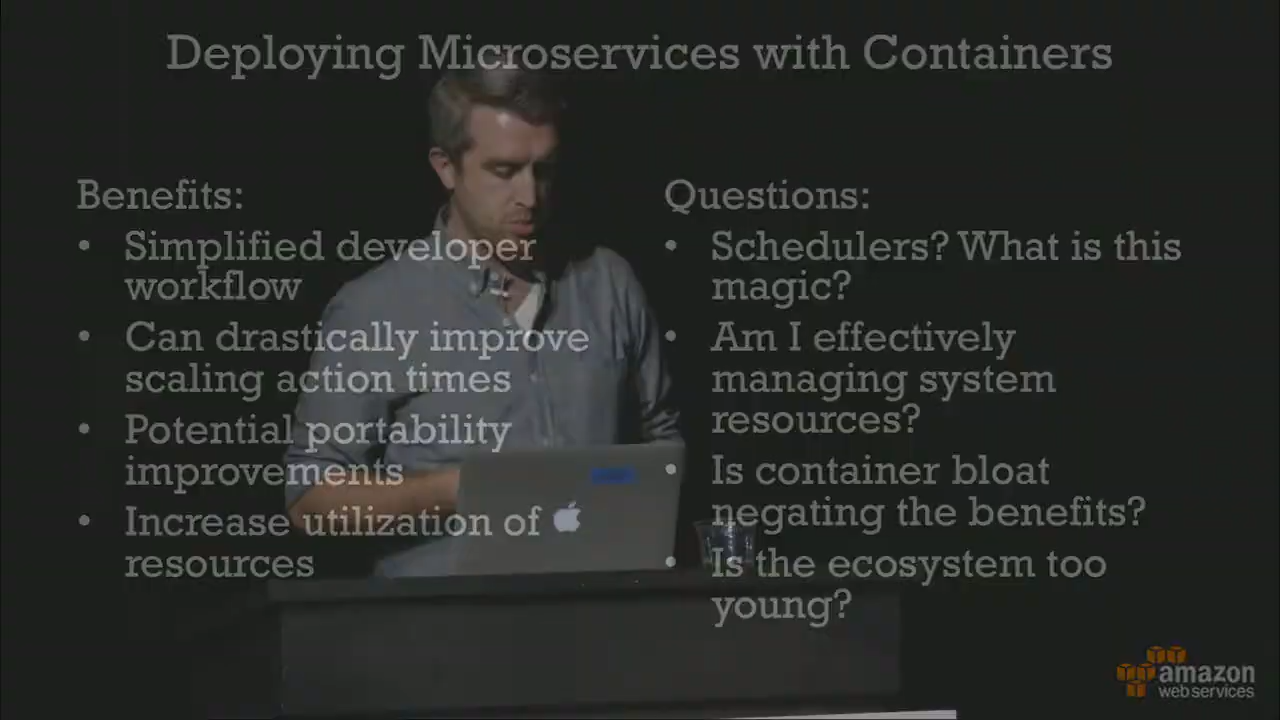 Deploying Microservices with Containers
Benefits:
• Simplified developer
workflow
• Can drastically improve
scaling action times
• Potential portability
improvements
• Increase utilization of
resources
Questions:
• Schedulers? What is this
magic?
• Am I effectively
managing system
resources?
• Is container bloat
negating the benefits?
• Is the ecosystem too
young?
amazon
web services